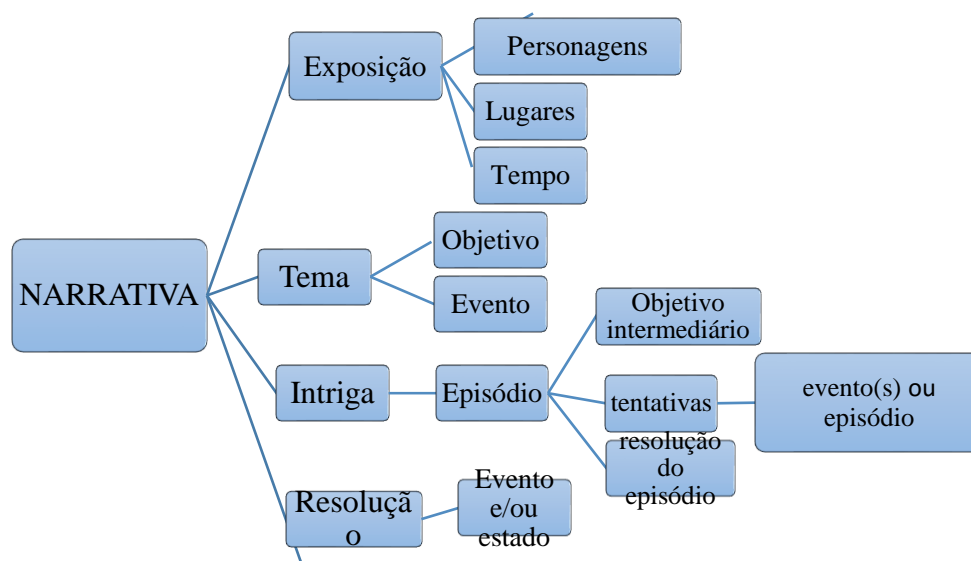 Exposição
Personagens
Lugares
Tempo
NARRATIVA
Tema
Objetivo
Evento
Intriga
Episódio
Objetivo
intermediário
tentativas
evento(s) ou
episódio
resolução
do
episódio
Resoluçã
o
Evento
e/ou
estado